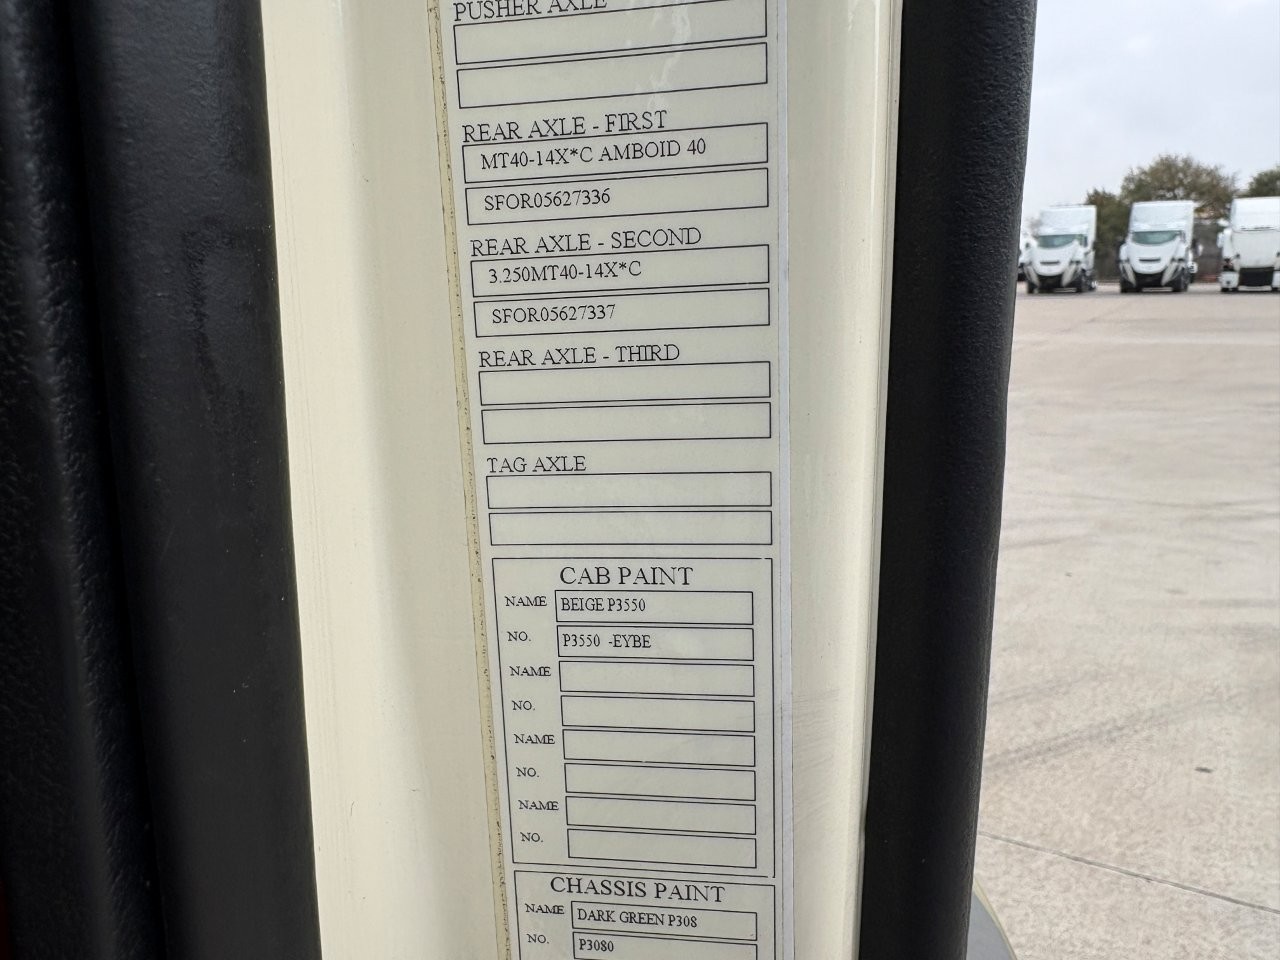 PUSHER AXLE
REAR AXLE - FIRST
MT40-14X*C AMBOID 40
SFOR05627336
REAR AXLE - SECOND
3.250MT40-14X*C
SFOR05627337
REAR AXLE - THIRD
TAG AXLE
CAB PAINT
NAME BEIGE P3550
NO. P3550 -EYBE
NAME
NO.
NAME
NO.
NAME
NO.
CHASSIS PAINT
NAME DARK GREEN P308
NO. P3080